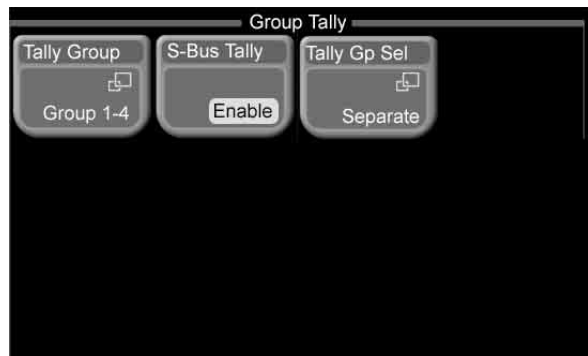 Group Tally
Tally Group
S-Bus Tally
Tally Gp Sel
Group 1-4
Enable
Separate